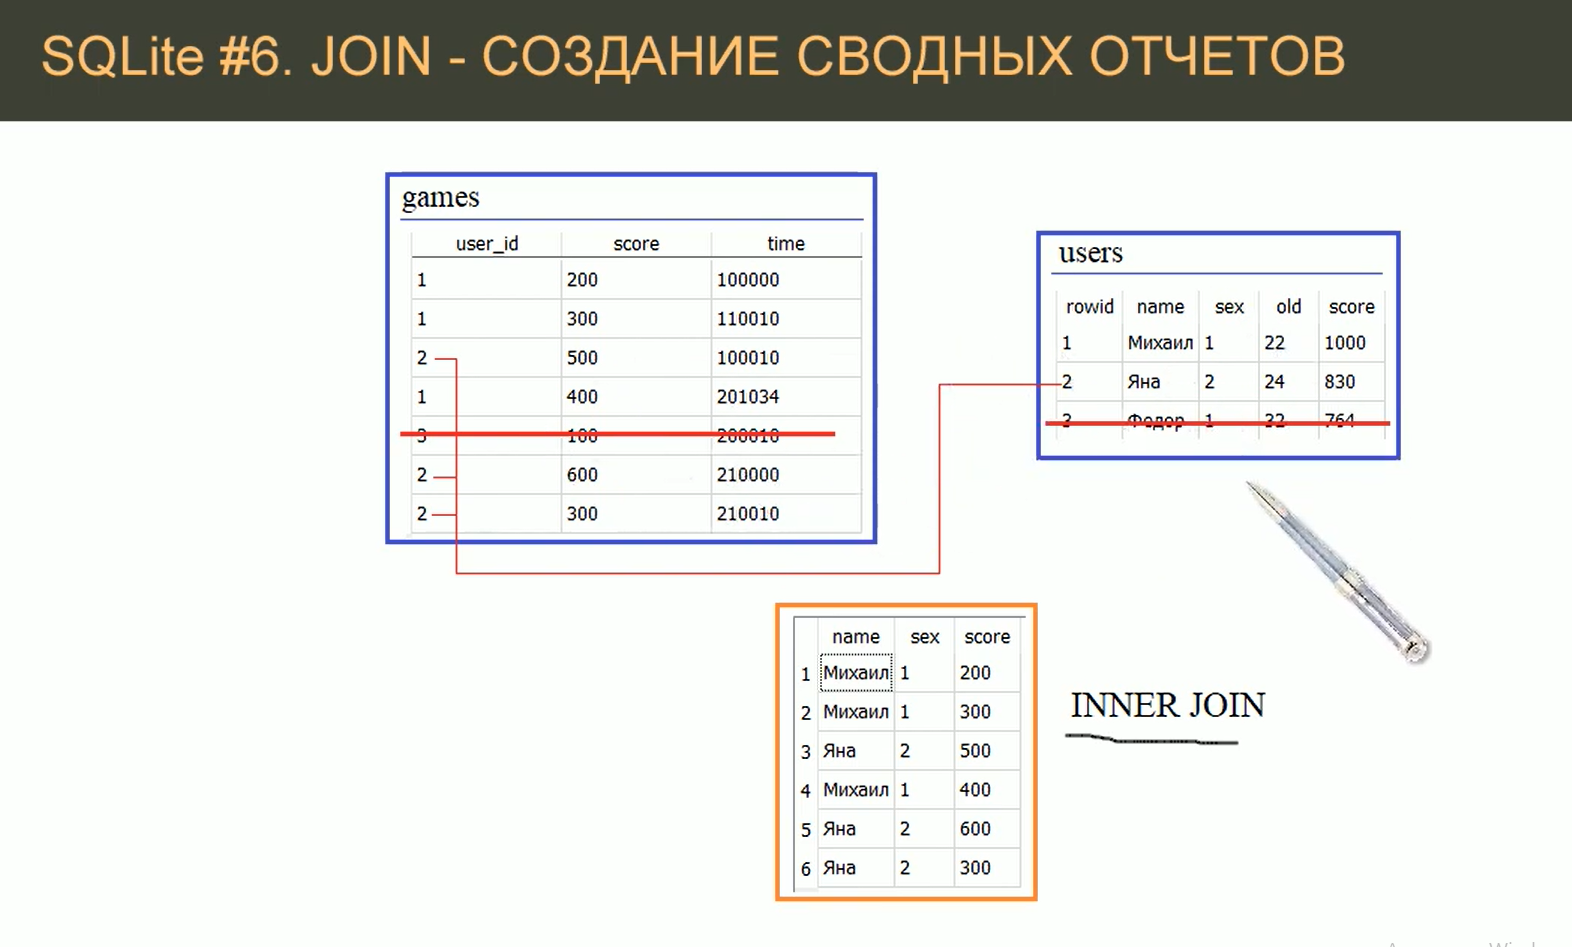 SQLite #6. JOIN - СОЗДАНИЕ СВОДНЫХ ОТЧЕТОВ
games
user_id score time
1 200 100000
1 300 110010
2 500 100010
1 400 201034
3 100 200010
2 600 210000
2 300 210010
users
rowid name sex old score
1 Михаил 1 22 1000
2 Яна 2 24 830
3 Федор 1 32 764
name sex score
1 Михаил 1 200
2 Михаил 1 300
3 Яна 2 500
4 Михаил 1 400
5 Яна 2 600
6 Яна 2 300
INNER JOIN